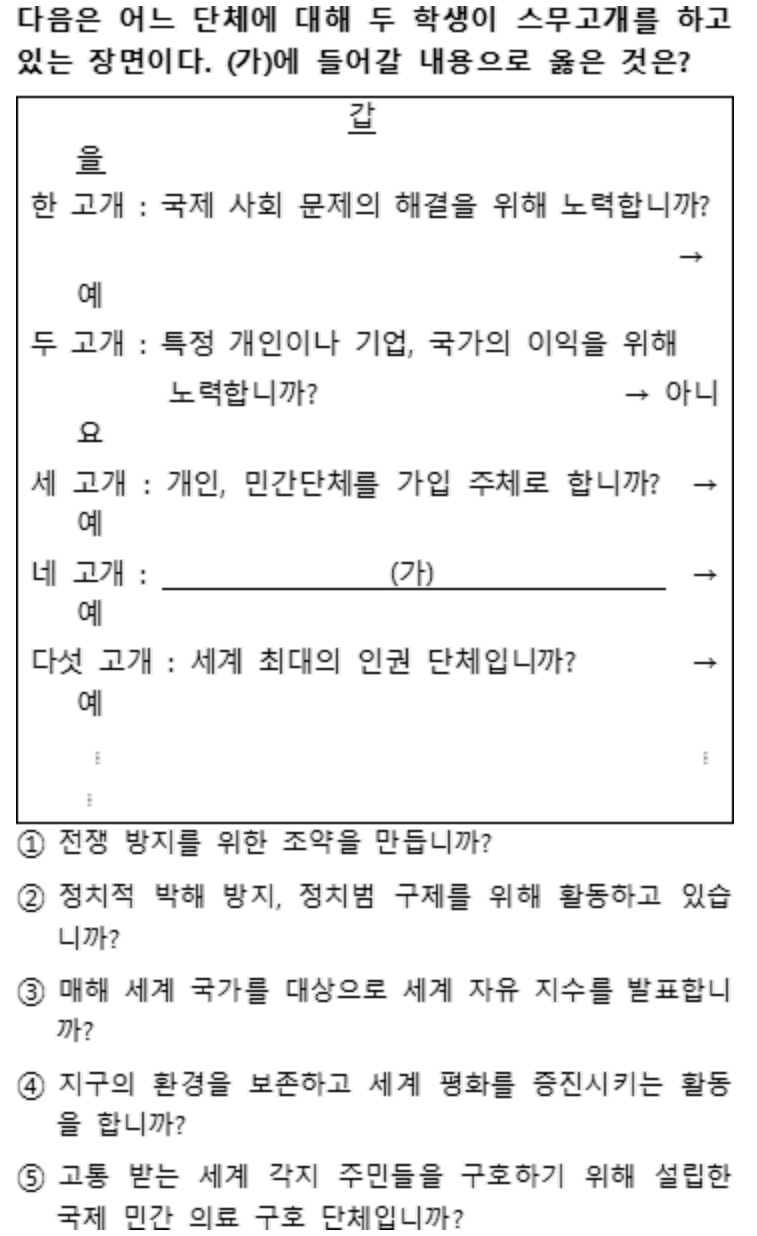 다음은 어느 단체에 대해 두 학생이 스무고개를 하고
있는 장면이다. (가)에 들어갈 내용으로 옳은 것은?
갑
을
한 고개 : 국제 사회 문제의 해결을 위해 노력합니까?
→
예
두 고개 : 특정 개인이나 기업, 국가의 이익을 위해
노력합니까? → 아니
요
세 고개 : 개인, 민간단체를 가입 주체로 합니까? →
예
네 고개 : (가) →
예
다섯 고개 : 세계 최대의 인권 단체입니까? →
예
⋮ ⋮
⋮
① 전쟁 방지를 위한 조약을 만듭니까?
② 정치적 박해 방지, 정치범 구제를 위해 활동하고 있습
니까?
③ 매해 세계 국가를 대상으로 세계 자유 지수를 발표합니
까?
④ 지구의 환경을 보존하고 세계 평화를 증진시키는 활동
을 합니까?
⑤ 고통 받는 세계 각지 주민들을 구호하기 위해 설립한
국제 민간 의료 구호 단체입니까?